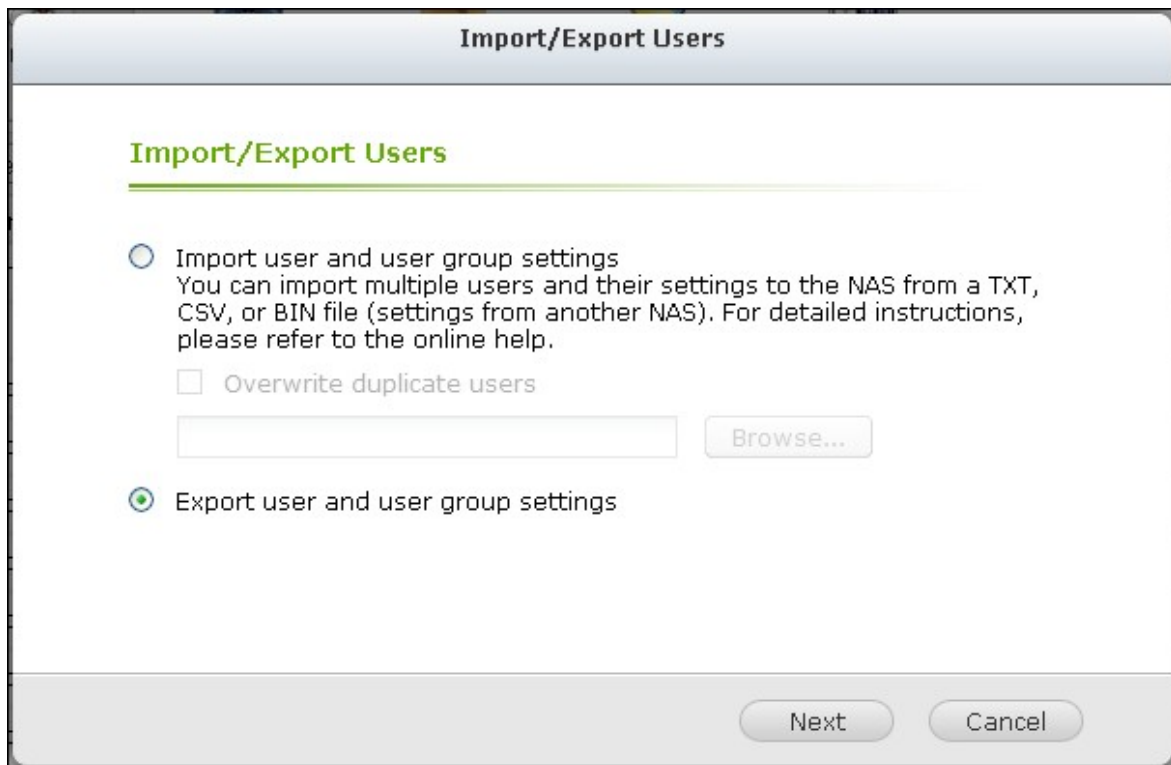 Import/Export Users
Import/Export Users
Import user and user group settings
You can import multiple users and their settings to the NAS from a TXT,
CSV, or BIN file (settings from another NAS). For detailed instructions,
please refer to the online help.
Overwrite duplicate users
Browse...
Export user and user group settings
Next
Cancel